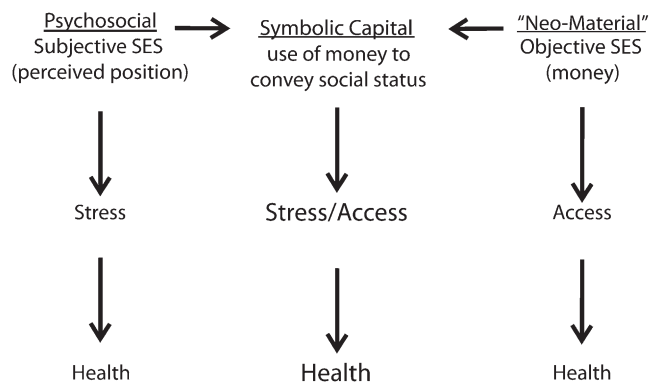 Psychosocial
Subjective SES
(perceived position)
Symbolic Capital
use of money to
convey social status
“Neo-Material”
Objective SES
(money)
Stress
Stress/Access
Access
Health
Health
Health